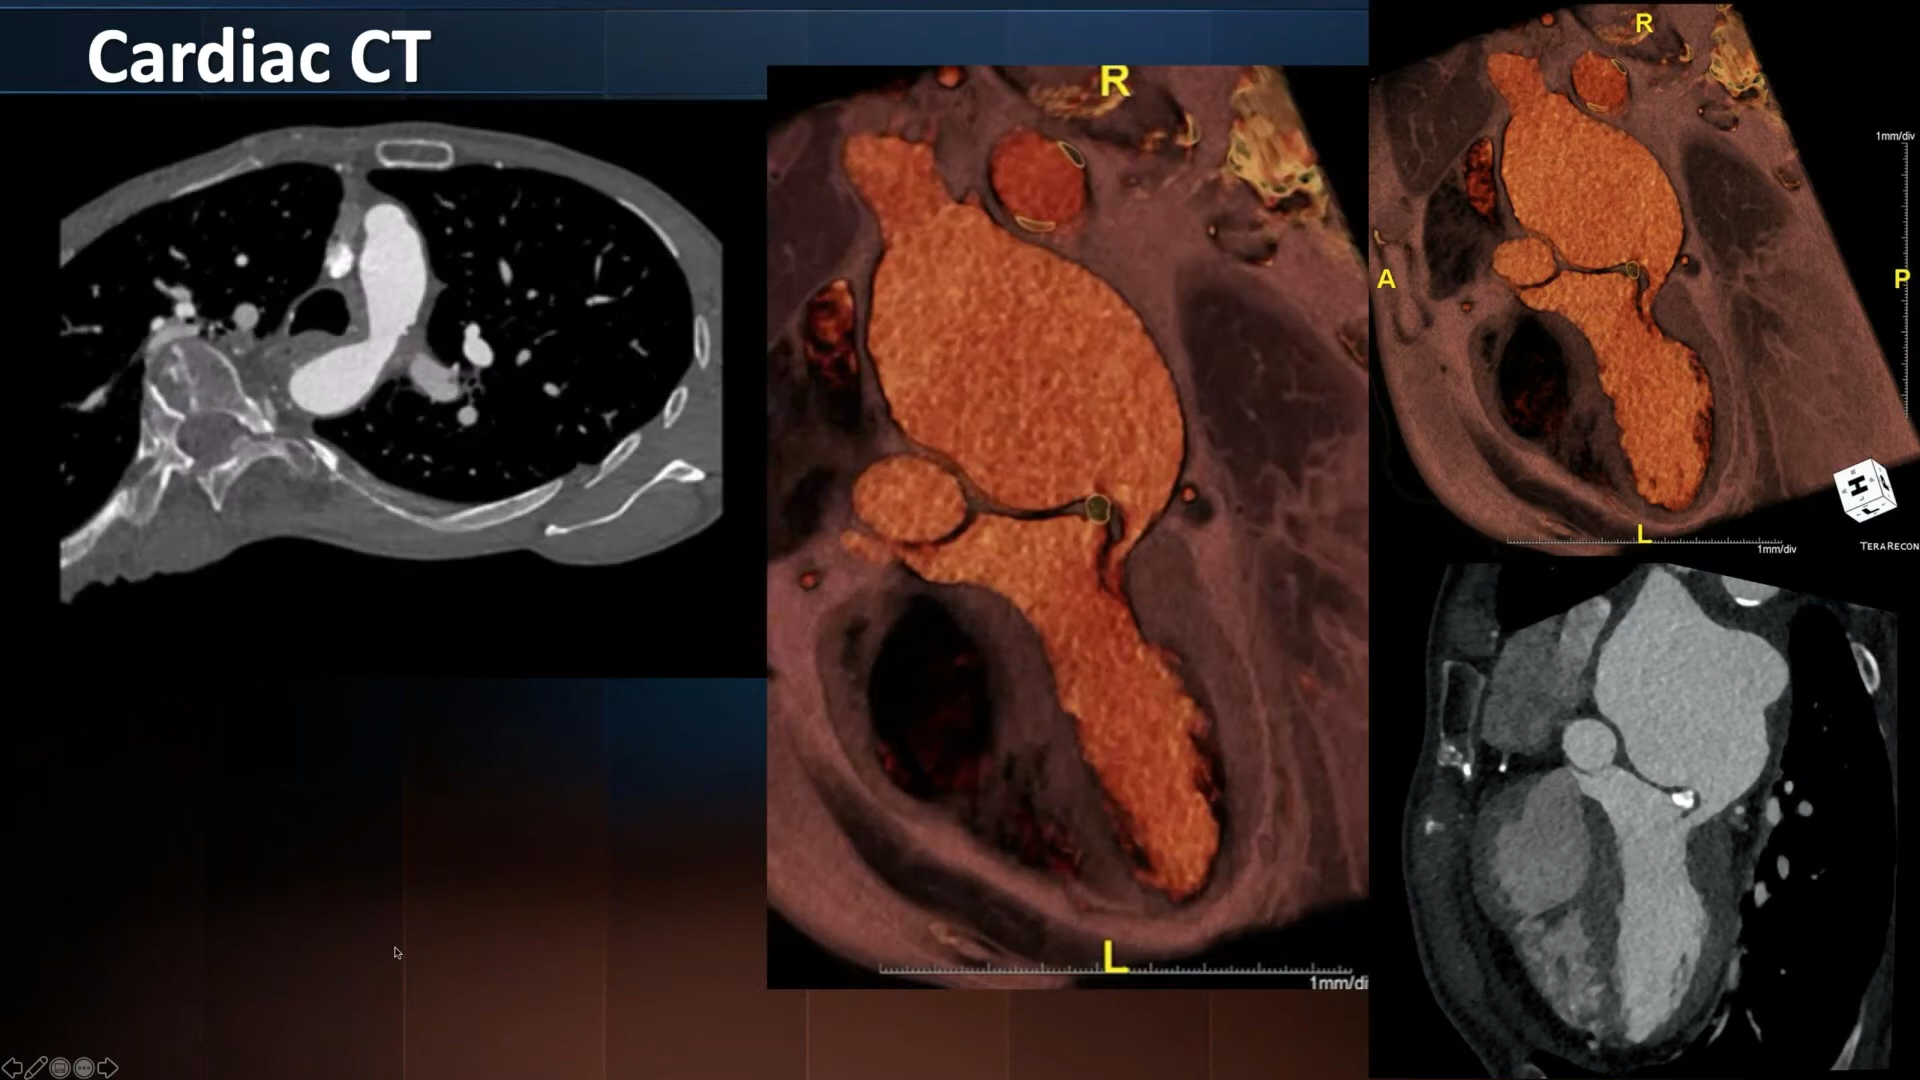 Cardiac CT
R
L
1mm/di
R
1mm/div
A
P
H
L
1mm/div
TERARECON